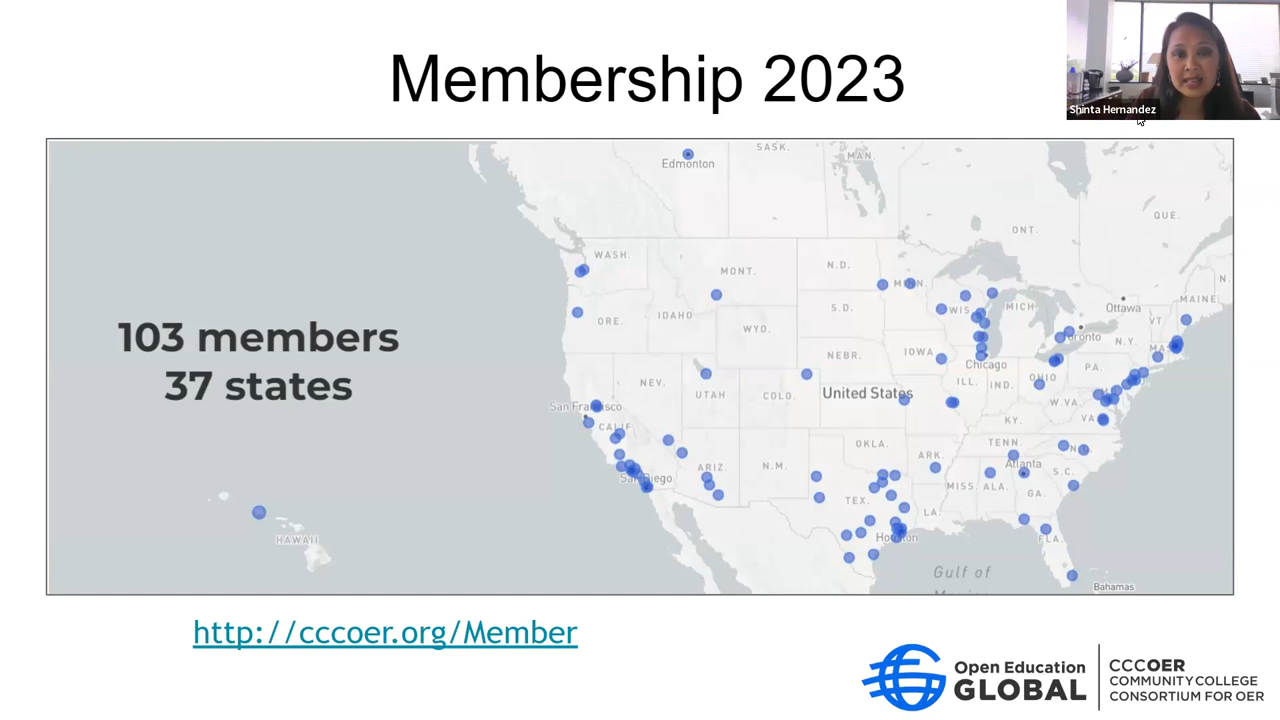 Membership 2023
Shinta Hernandez
Edmonton
SASK.
MAN.
ONT.
QUE.
WASH.
MONT.
N.D.
MINN.
Ottawa
MAINE
ORE.
IDAHO
S.D.
WIS.
MICH
VT.
N.
WYO.
Toronto
N.Y.
MA
103 members
37 states
NEBR.
IOWA
Chicago
PA.
NEV.
UTAH
COLO.
United States
ILL.
IND.
OHIO
W.VA.
San Francisco
CALIF
KY.
VA
OKLA.
TENN.
N.C.
San Diego
ARIZ.
N.M.
ARK.
Atlanta
S.C.
MISS.
ALA.
GA.
TEX.
LA.
Houston
FLA.
HAWAII
Gulf of
Bahamas
http://cccoer.org/Member
Open Education
GLOBAL
CCCOER
COMMUNITY COLLEGE
CONSORTIUM FOR OER